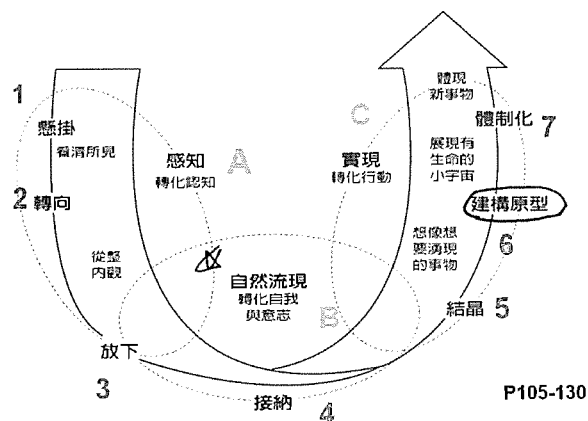 1
懸掛
看清所見
2 轉向
從整
內觀
放下
3
感知
轉化認知
A
自然流現
轉化自我
與意志
B
接納
4
C
實現
轉化行動
體現
新事物
體制化 7
展現有
生命的
小宇宙
建構原型
6
想像想
要湧現
的事物
結晶 5
P105-130